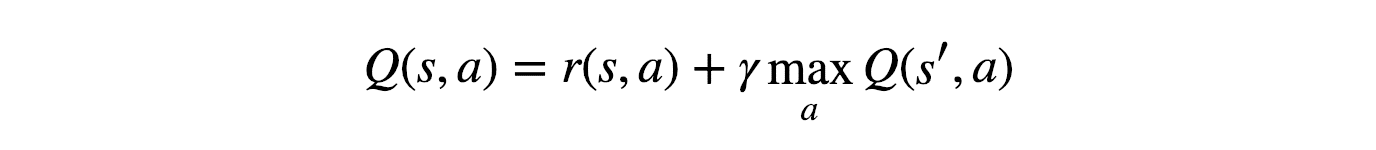 Q(s, a) = r(s, a) + γ max Q(s′, a)
a